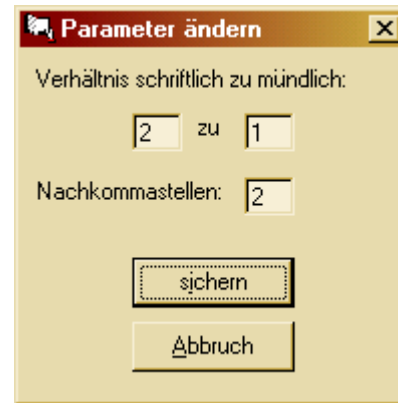 Parameter ändern
Verhältnis schriftlich zu mündlich:
2 zu 1
Nachkommastellen: 2
sichern
Abbruch